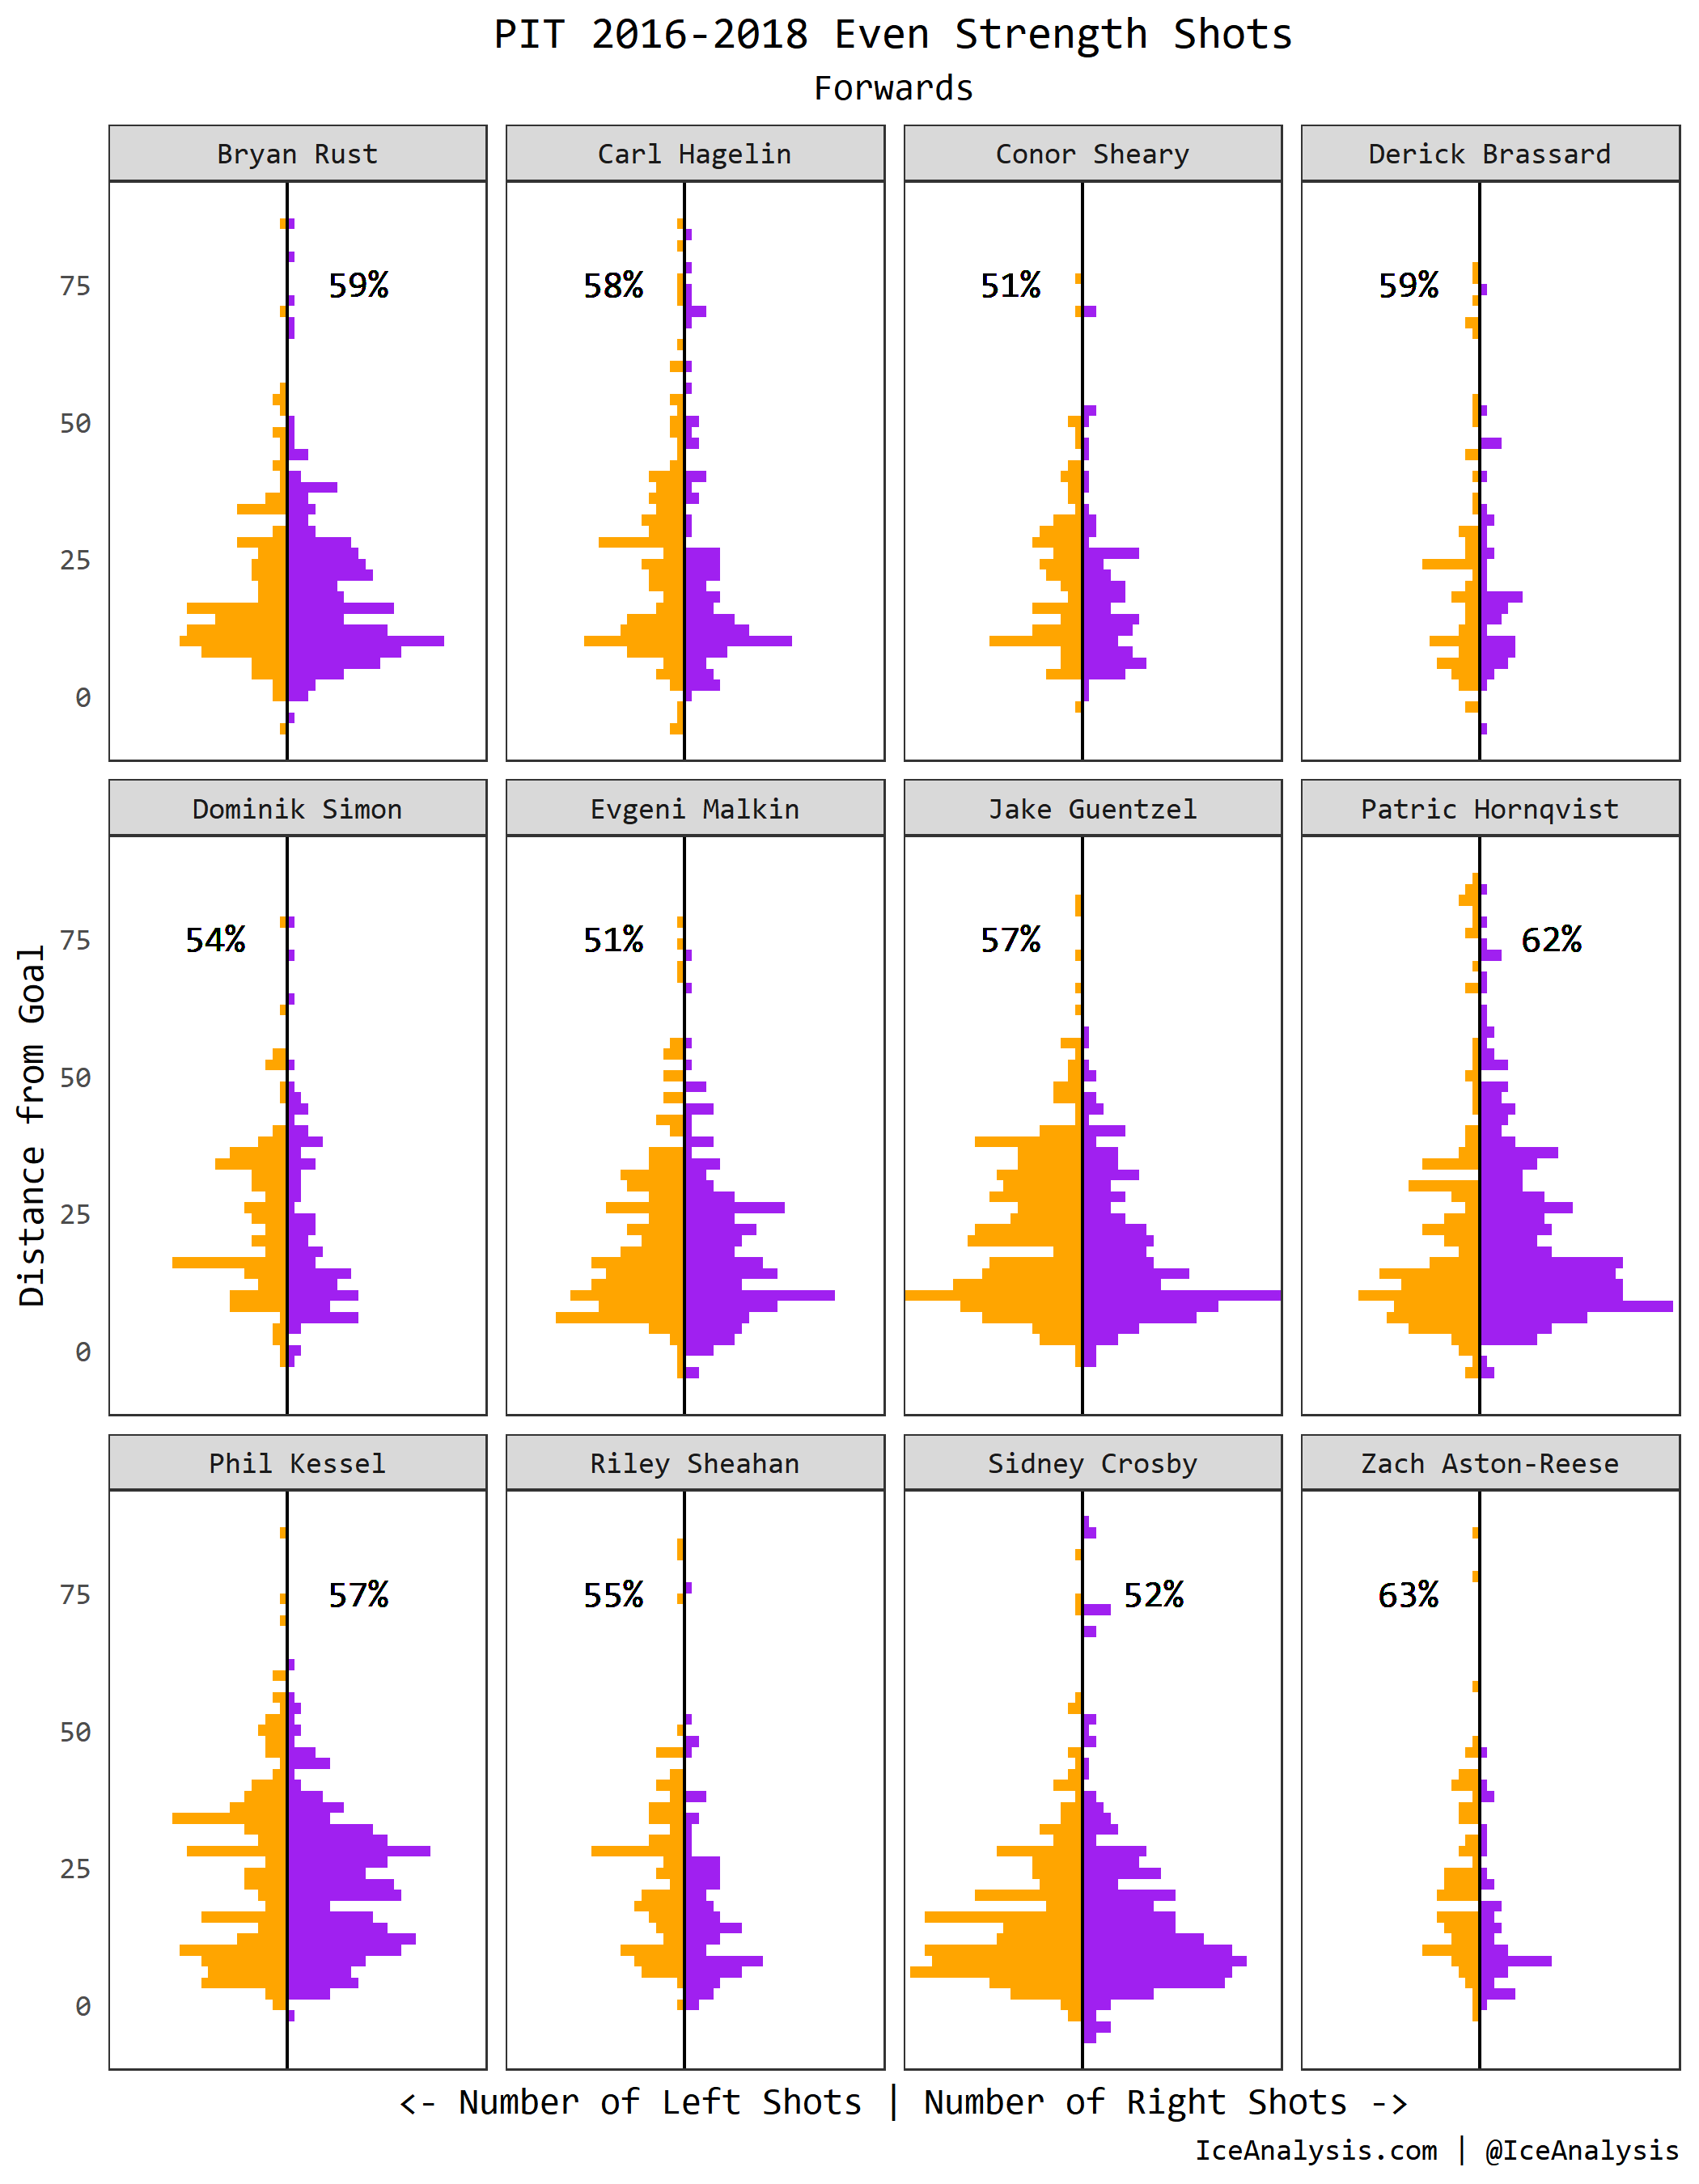 PIT 2016-2018 Even Strength Shots
Forwards
Bryan Rust
Carl Hagelin
Conor Sheary
Derick Brassard
75
50
25
0
59%
58%
51%
59%
Dominik Simon
Evgeni Malkin
Jake Guentzel
Patric Hornqvist
75
50
25
0
54%
51%
57%
62%
Distance from Goal
Phil Kessel
Riley Sheahan
Sidney Crosby
Zach Aston-Reese
75
50
25
0
57%
55%
52%
63%
<- Number of Left Shots | Number of Right Shots ->
IceAnalysis.com | @IceAnalysis